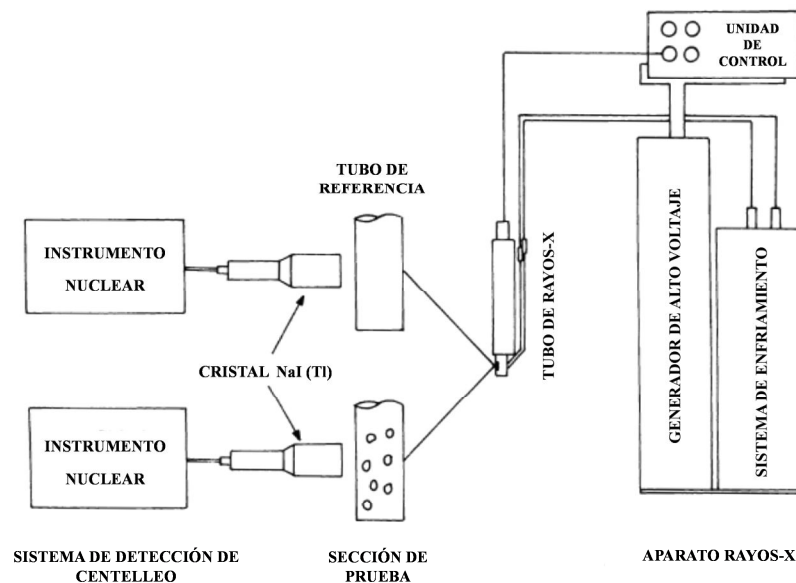 UNIDAD
DE
CONTROL
TUBO DE
REFERENCIA
INSTRUMENTO
NUCLEAR
TUBO DE RAYOS-X
GENERADOR DE ALTO VOLTAJE
SISTEMA DE ENFRIAMIENTO
CRISTAL NaI (Tl)
INSTRUMENTO
NUCLEAR
SISTEMA DE DETECCIÓN DE
CENTELLEO
SECCIÓN DE
PRUEBA
APARATO RAYOS-X